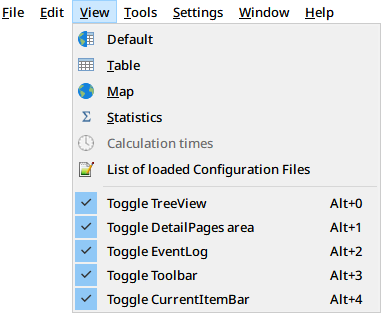 File Edit View Tools Settings Window Help
Default
Table
Map
Statistics
Calculation times
List of loaded Configuration Files
Toggle TreeView Alt+0
Toggle DetailPages area Alt+1
Toggle EventLog Alt+2
Toggle Toolbar Alt+3
Toggle CurrentItemBar Alt+4